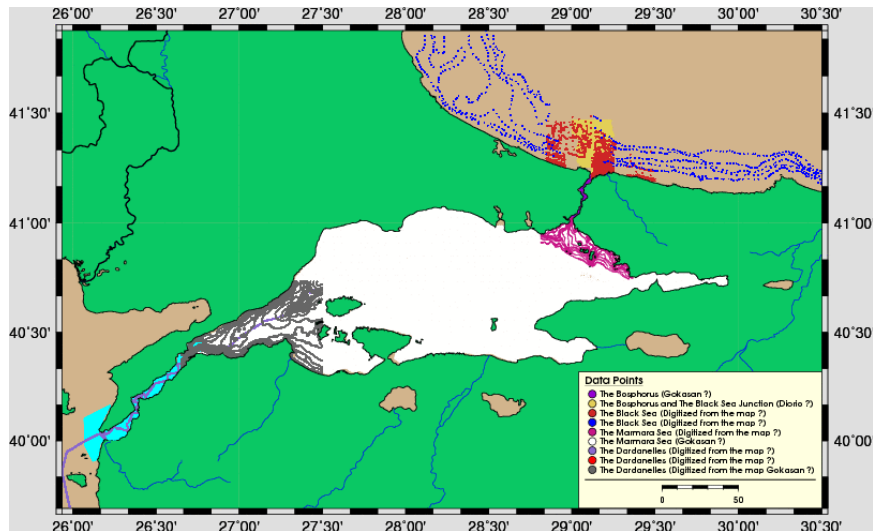 26˚00' 26˚30' 27˚00' 27˚30' 28˚00' 28˚30' 29˚00' 29˚30' 30˚00' 30˚30'
41˚30' 41˚30'
41˚00' 41˚00'
40˚30' 40˚30'
40˚00' 40˚00'
Data Points
The Bosphorus (Gokasan ?)
The Bosphorus and The Black Sea Junction (Diorio ?)
The Black Sea (Digitized from the map ?)
The Black Sea (Digitized from the map ?)
The Marmara Sea (Digitized from the map ?)
The Marmara Sea (Gokasan ?)
The Dardanelles (Digitized from the map ?)
The Dardanelles (Digitized from the map ?)
The Dardanelles (Digitized from the map Gokasan ?)
0 50
26˚00' 26˚30' 27˚00' 27˚30' 28˚00' 28˚30' 29˚00' 29˚30' 30˚00' 30˚30'